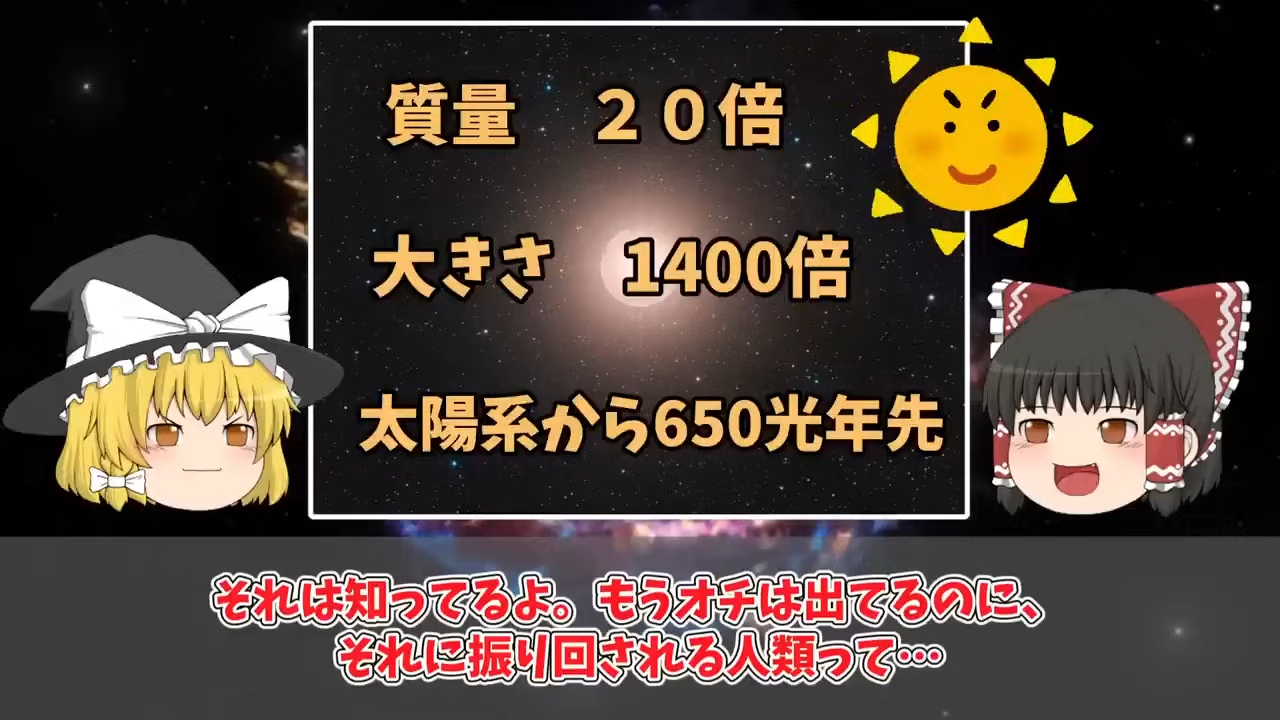 質量　２０倍
大きさ　1400倍
太陽系から650光年先
それは知ってるよ。もうオチは出てるのに、
それに振り回される人類って…